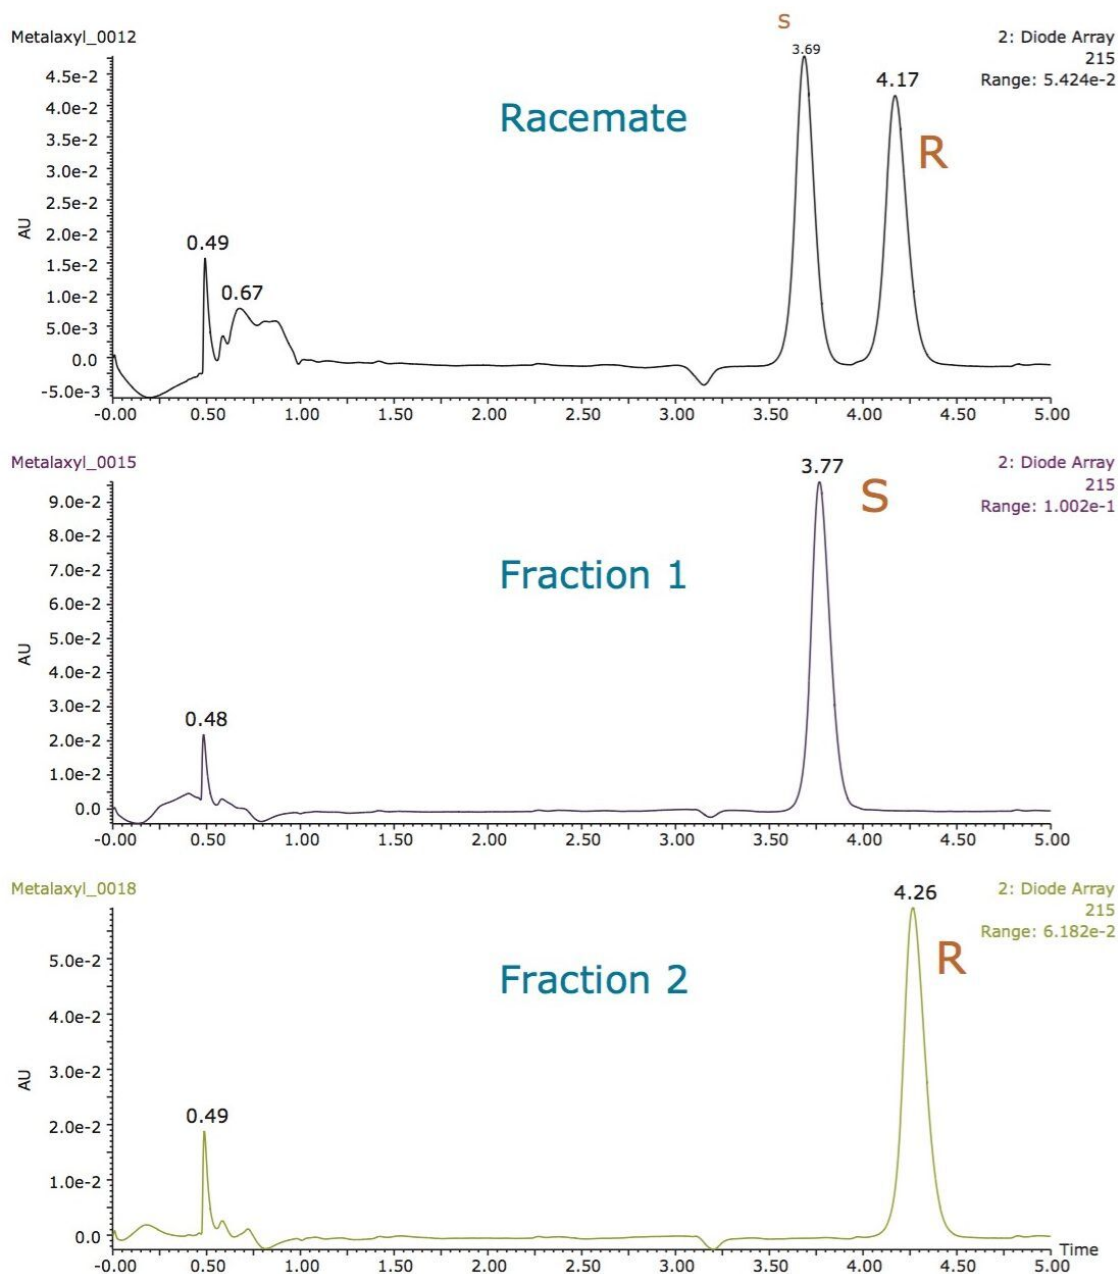 Metalaxyl_0012
2: Diode Array
215
Range: 5.424e-2
S
3.69
4.17
R
Racemate
0.49
0.67
AU
4.5e-2
4.0e-2
3.5e-2
3.0e-2
2.5e-2
2.0e-2
1.5e-2
1.0e-2
5.0e-3
0.0
-5.0e-3
-0.00 0.50 1.00 1.50 2.00 2.50 3.00 3.50 4.00 4.50 5.00
Metalaxyl_0015
2: Diode Array
215
Range: 1.002e-1
3.77
S
Fraction 1
0.48
AU
9.0e-2
8.0e-2
7.0e-2
6.0e-2
5.0e-2
4.0e-2
3.0e-2
2.0e-2
1.0e-2
0.0
-0.00 0.50 1.00 1.50 2.00 2.50 3.00 3.50 4.00 4.50 5.00
Metalaxyl_0018
2: Diode Array
215
Range: 6.182e-2
4.26
R
Fraction 2
0.49
AU
5.0e-2
4.0e-2
3.0e-2
2.0e-2
1.0e-2
0.0
Time
-0.00 0.50 1.00 1.50 2.00 2.50 3.00 3.50 4.00 4.50 5.00